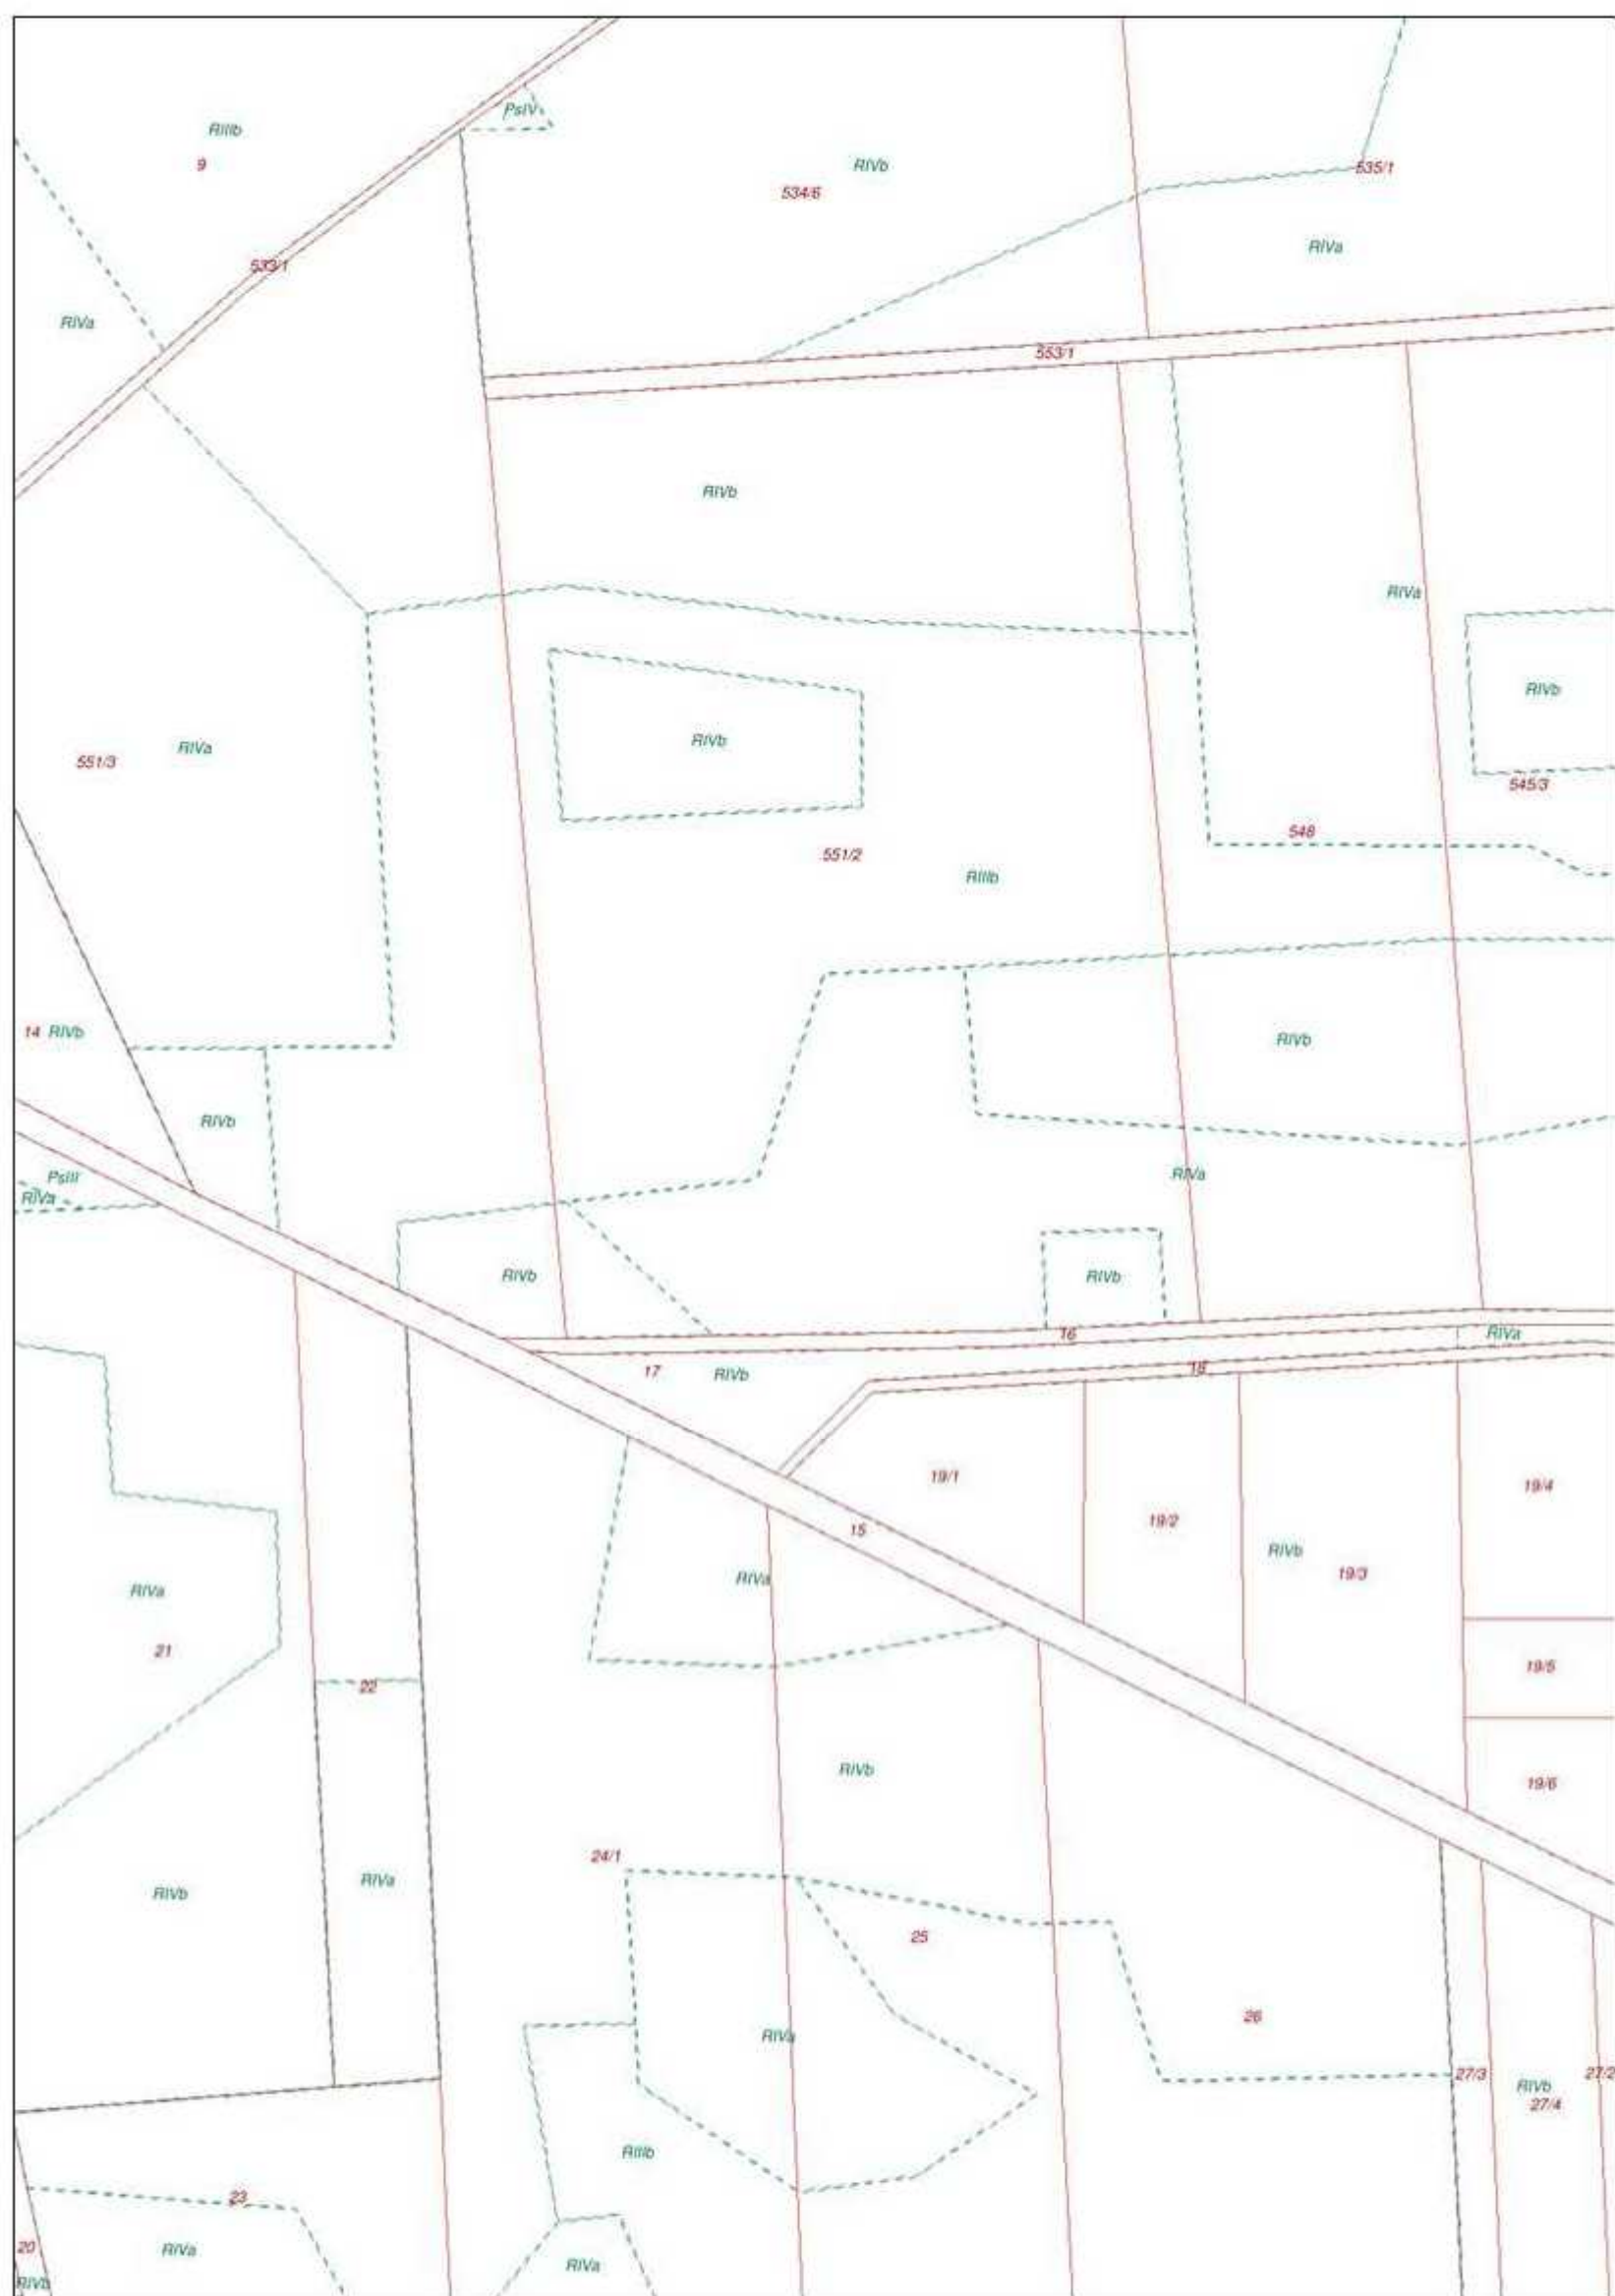 PsIV
RIIIb
9
RIVb
534/6
535/1
RIVa
533/1
RIVa
553/1
RIVb
RIVa
RIVb
RIVb
RIVa
551/3
545/3
548
551/2
RIIIb
14 RIVb
RIVb
RIVb
PsIII
RIVa
RIVa
RIVb
RIVb
16
RIVa
17
RIVb
18
19/1
19/4
19/2
15
RIVb
19/3
RIVa
RIVa
21
19/5
22
RIVb
19/6
24/1
RIVa
RIVb
25
26
RIVa
27/3
RIVb
27/4
27/2
RIIIb
23
20
RIVa
RIVa
RIVb